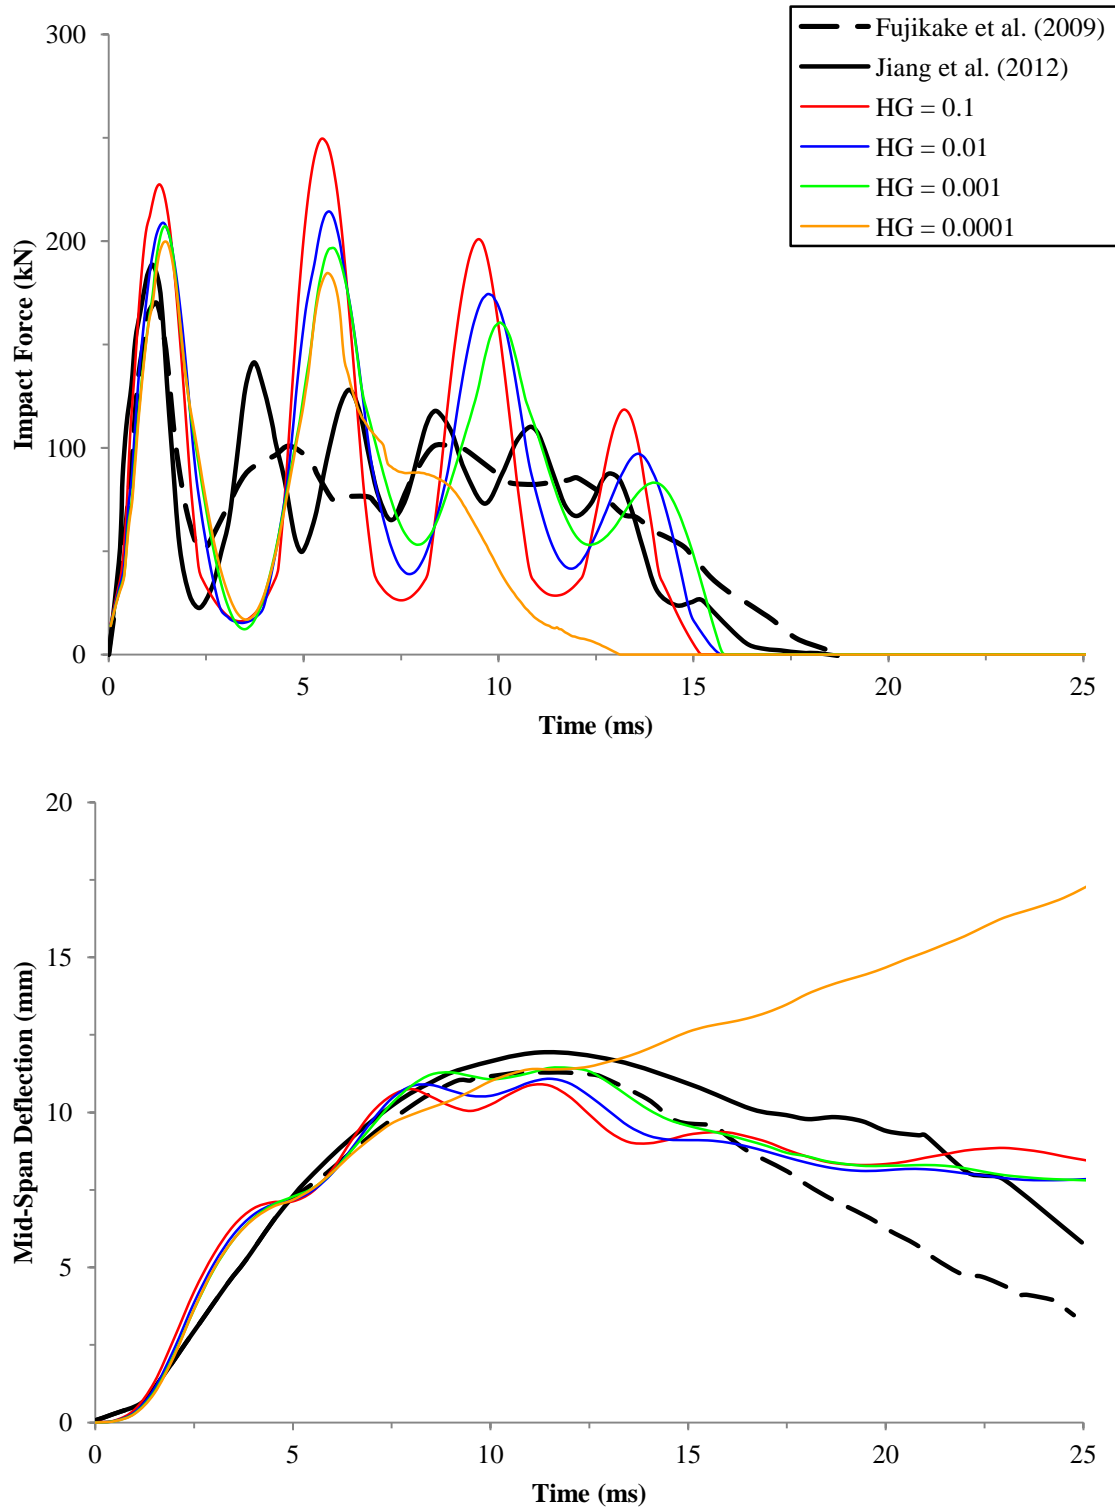 Fujikake et al. (2009)
Jiang et al. (2012)
HG = 0.1
HG = 0.01
HG = 0.001
HG = 0.0001
300
200
100
0
Impact Force (kN)
0 5 10 15 20 25
Time (ms)
20
15
10
5
0
Mid-Span Deflection (mm)
0 5 10 15 20 25
Time (ms)